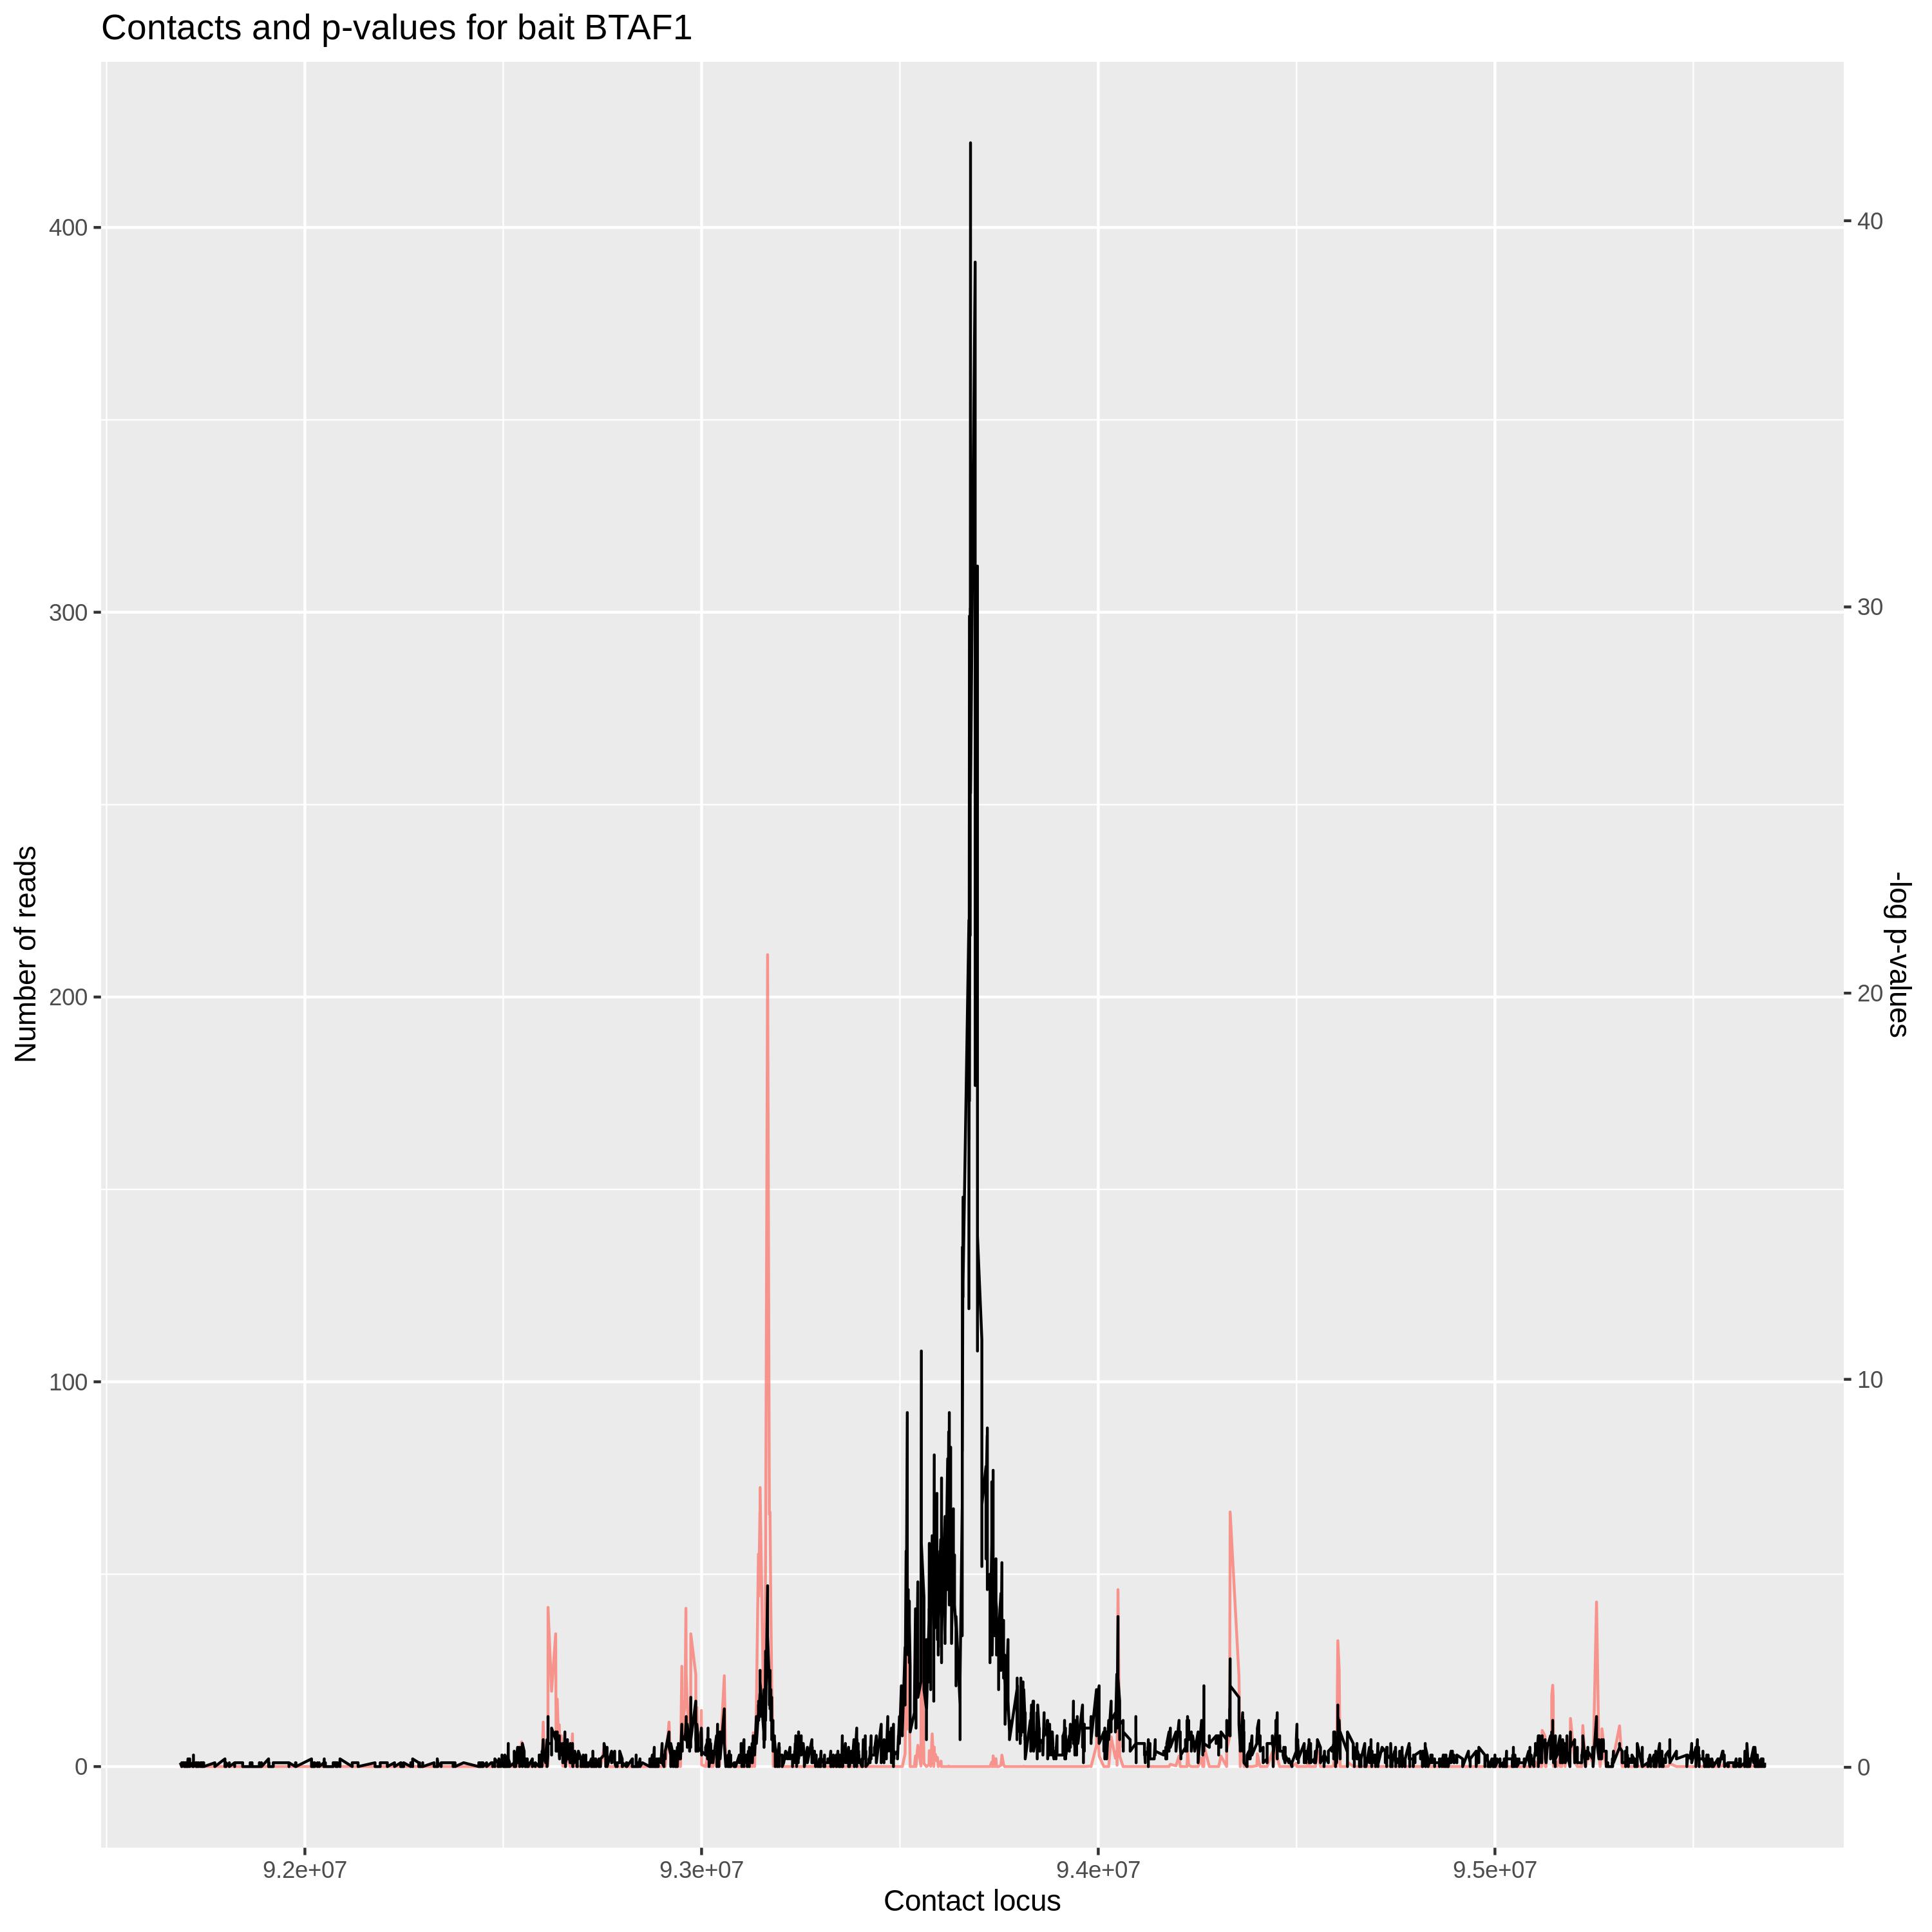 Contacts and p-values for bait BTAF1
400
300
200
100
0
Number of reads
40
30
20
10
0
-log p-values
9.2e+07
9.3e+07
9.4e+07
9.5e+07
Contact locus